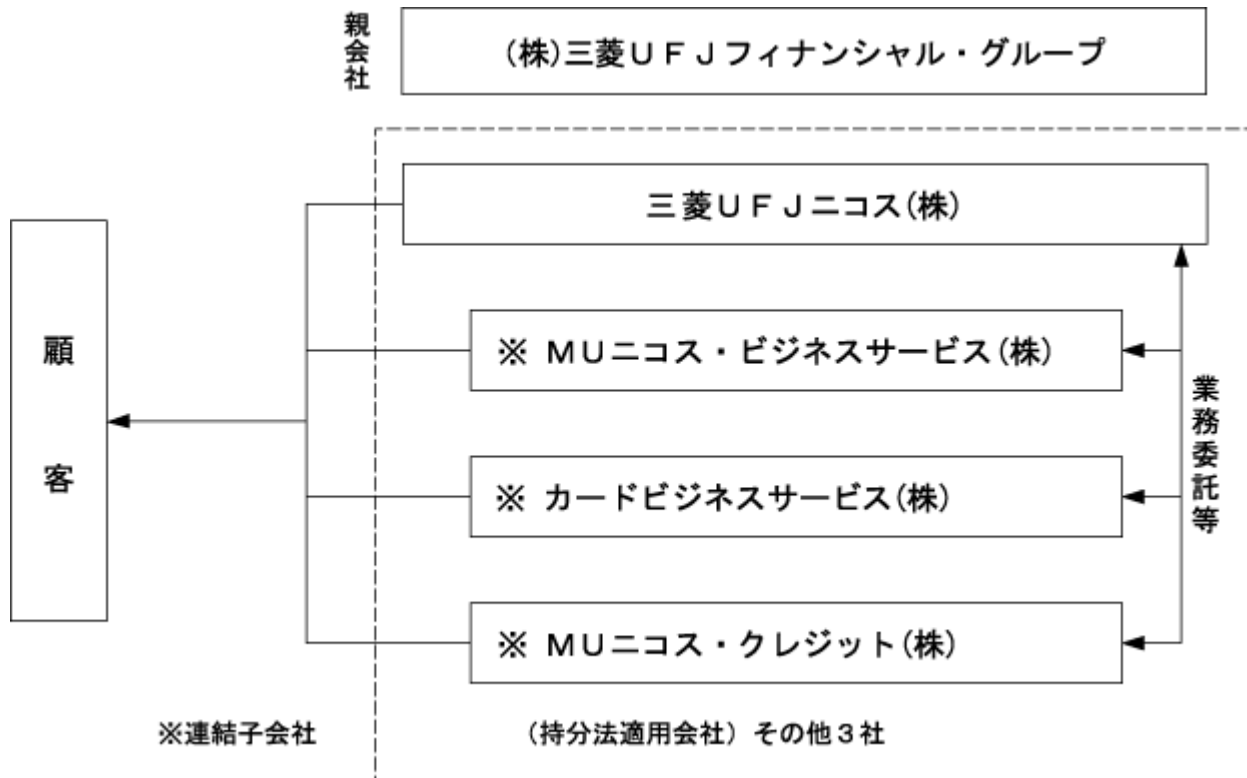 親会社
(株)三菱ＵＦＪフィナンシャル・グループ
三菱ＵＦＪニコス(株)
顧客
※ ＭＵニコス・ビジネスサービス(株)
※ カードビジネスサービス(株)
※ ＭＵニコス・クレジット(株)
業務委託等
※連結子会社
（持分法適用会社）その他３社